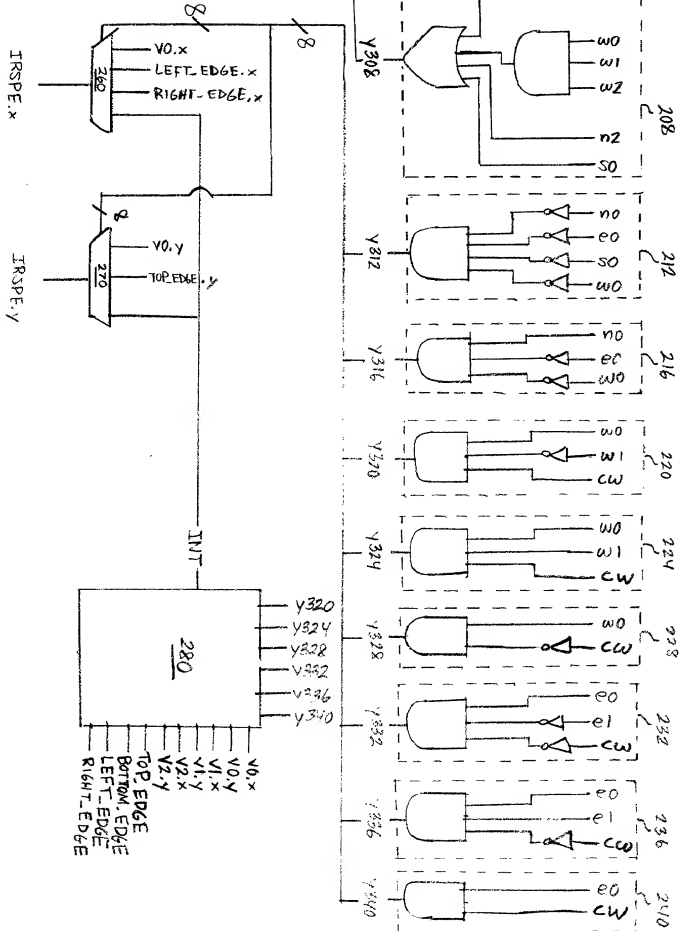 w0
w1
w2
n2
s0
208
Y308
n0
e0
s0
w0
212
Y312
n0
e0
w0
216
Y316
w0
w1
cw
220
Y320
w0
w1
cw
224
Y324
w0
cw
228
Y328
e0
e1
cw
232
Y332
e0
e1
cw
236
Y336
e0
cw
240
Y340
8
8
260
V0.x
LEFT_EDGE.x
RIGHT_EDGE.x
IRSPE.x
8
270
V0.y
TOP_EDGE.y
IRSPE.y
INT
280
Y320
Y324
Y328
Y332
Y336
Y340
V0.x
V0.y
V1.x
V1.y
V2.x
V2.y
TOP_EDGE
BOTTOM_EDGE
LEFT_EDGE
RIGHT_EDGE